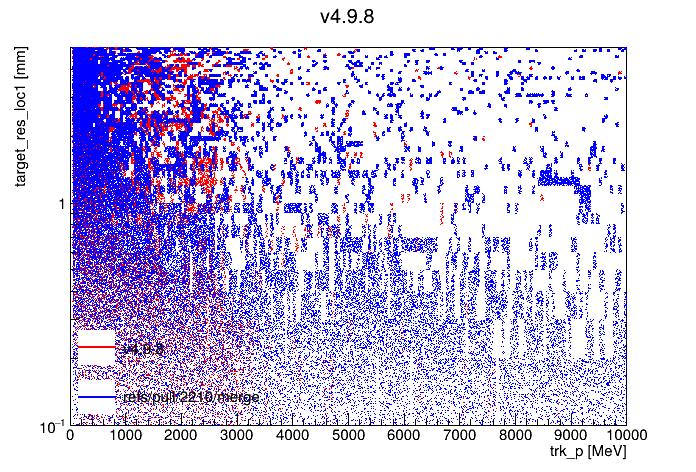 v4.9.8
target_res_loc1 [mm]
1
10⁻¹
v4.9.8
refs/pull/2210/merge
0 1000 2000 3000 4000 5000 6000 7000 8000 9000 10000
trk_p [MeV]